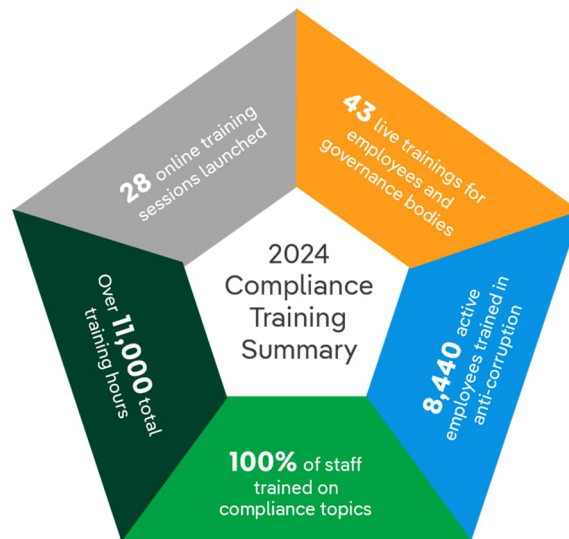 2024
Compliance
Training
Summary
28 online training
sessions launched
43 live trainings for
employees and
governance bodies
8,440 active
employees trained in
anti-corruption
100% of staff
trained on
compliance topics
Over 11,000 total
training hours